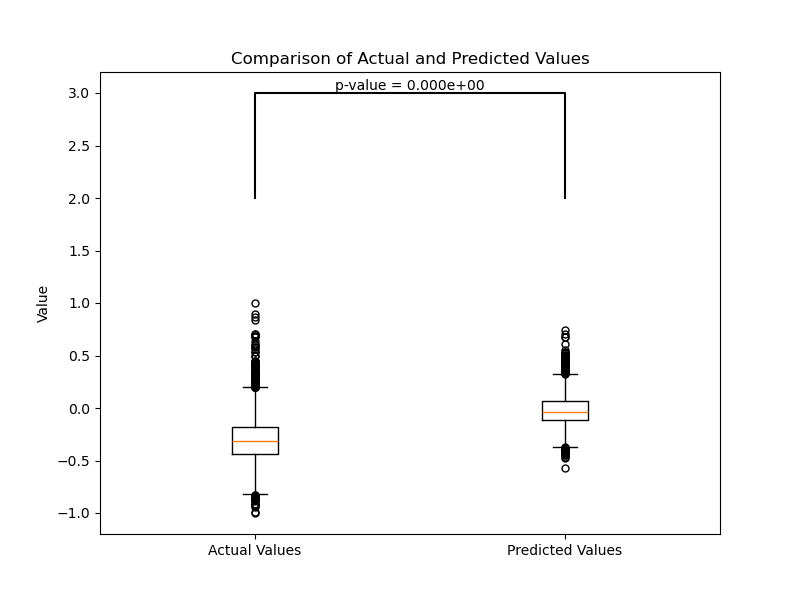 Comparison of Actual and Predicted Values
p-value = 0.000e+00
3.0
2.5
2.0
1.5
1.0
0.5
0.0
−0.5
−1.0
Value
Actual Values
Predicted Values